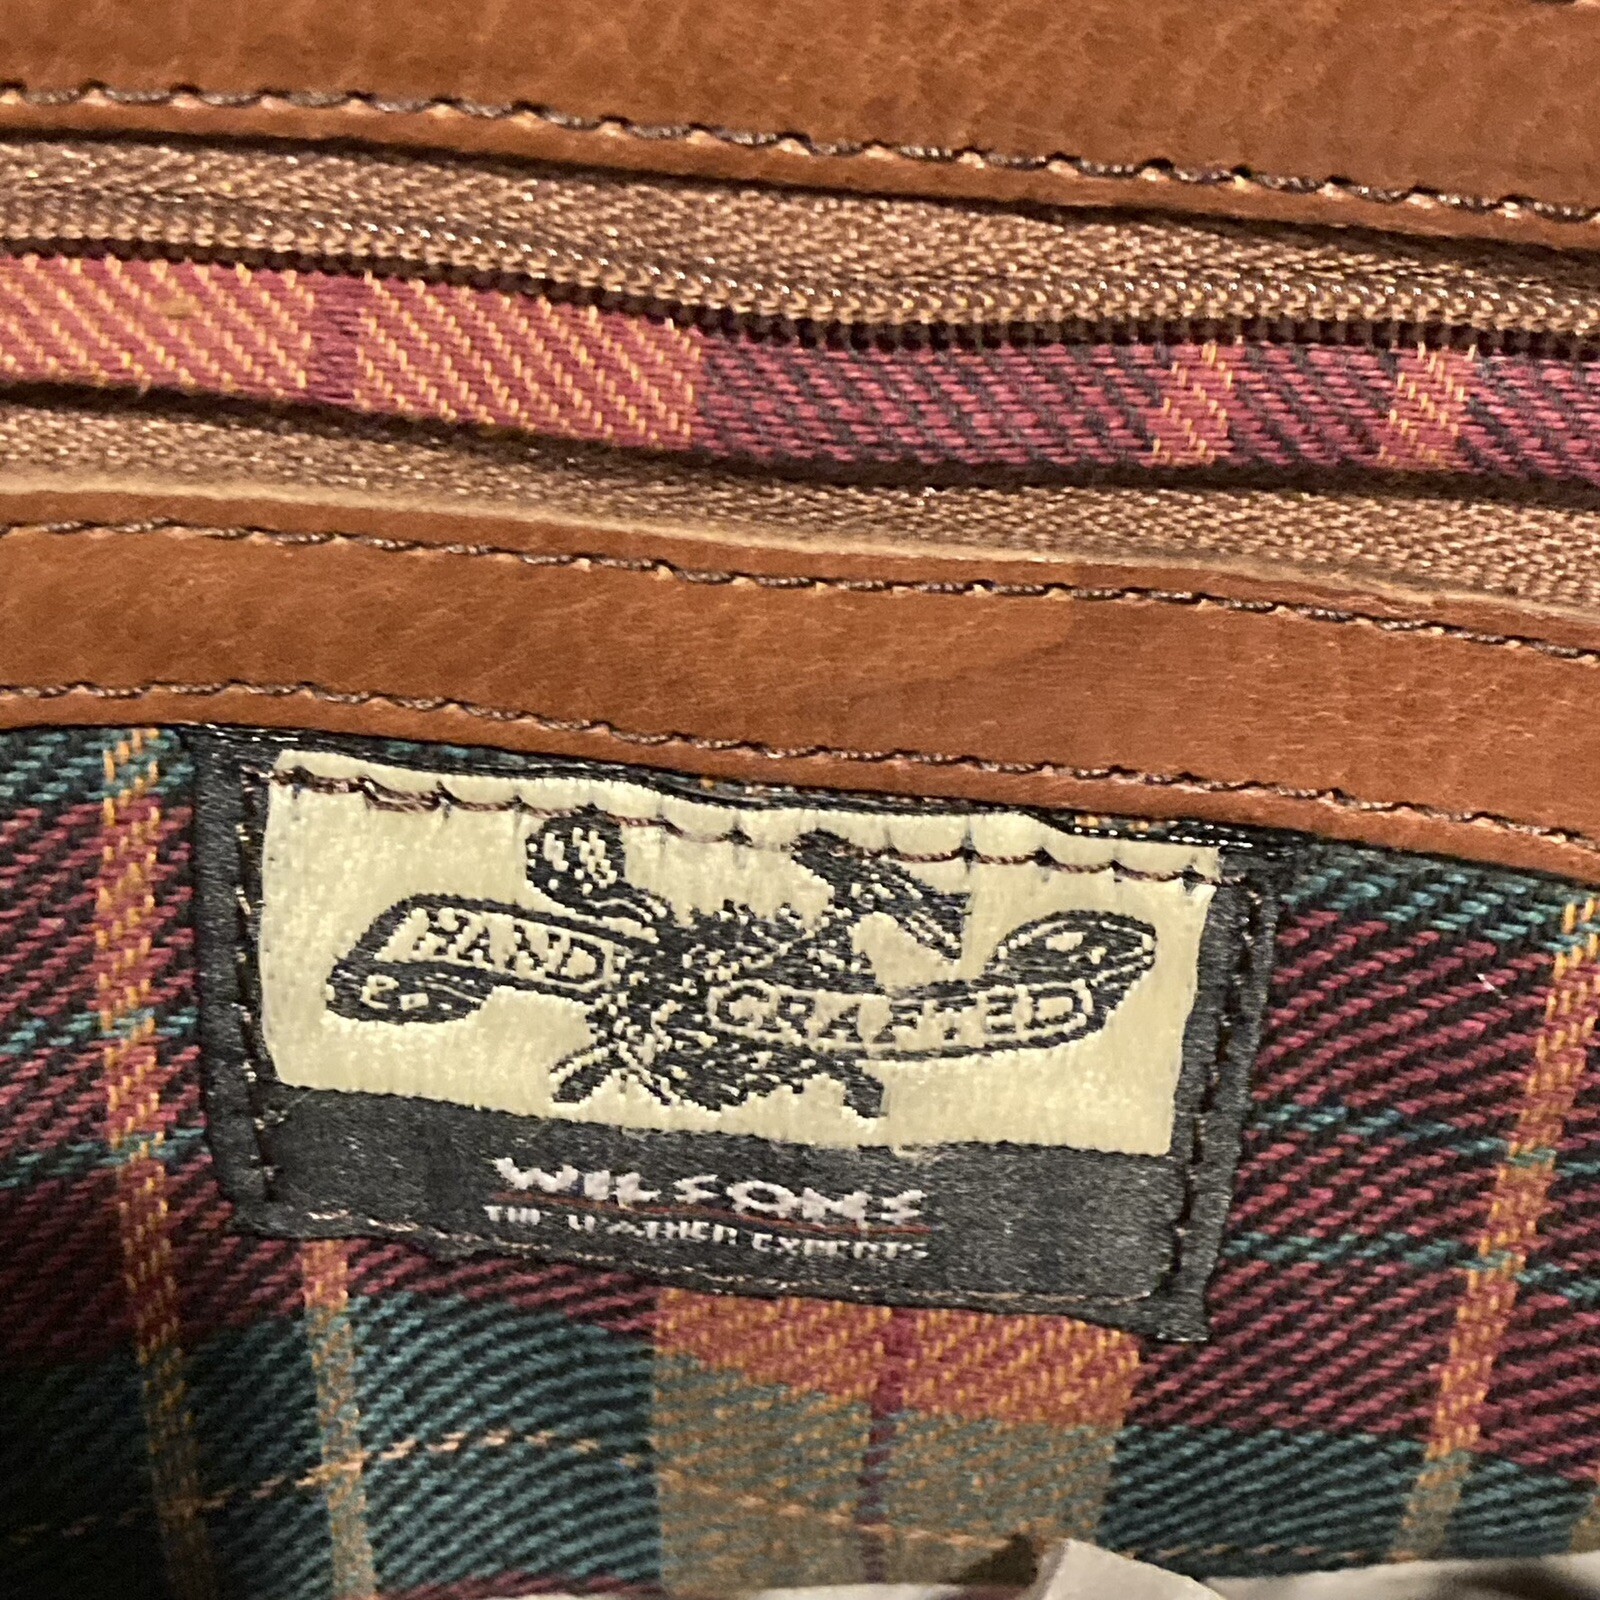 HAND CRAFTED
WILSONS
THE LEATHER EXPERTS